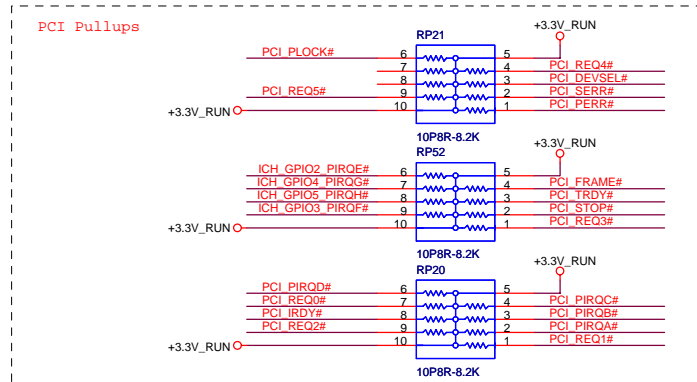 PCI Pullups
+3.3V_RUN
RP21
PCI_PLOCK# 6 5
7 4 PCI_REQ4#
8 3 PCI_DEVSEL#
PCI_REQ5# 9 2 PCI_SERR#
+3.3V_RUN 10 1 PCI_PERR#
10P8R-8.2K
+3.3V_RUN
RP52
ICH_GPIO2_PIRQE# 6 5
ICH_GPIO4_PIRQG# 7 4 PCI_FRAME#
ICH_GPIO5_PIRQH# 8 3 PCI_TRDY#
ICH_GPIO3_PIRQF# 9 2 PCI_STOP#
+3.3V_RUN 10 1 PCI_REQ3#
10P8R-8.2K
+3.3V_RUN
RP20
PCI_PIRQD# 6 5
PCI_REQ0# 7 4 PCI_PIRQC#
PCI_IRDY# 8 3 PCI_PIRQB#
PCI_REQ2# 9 2 PCI_PIRQA#
+3.3V_RUN 10 1 PCI_REQ1#
10P8R-8.2K